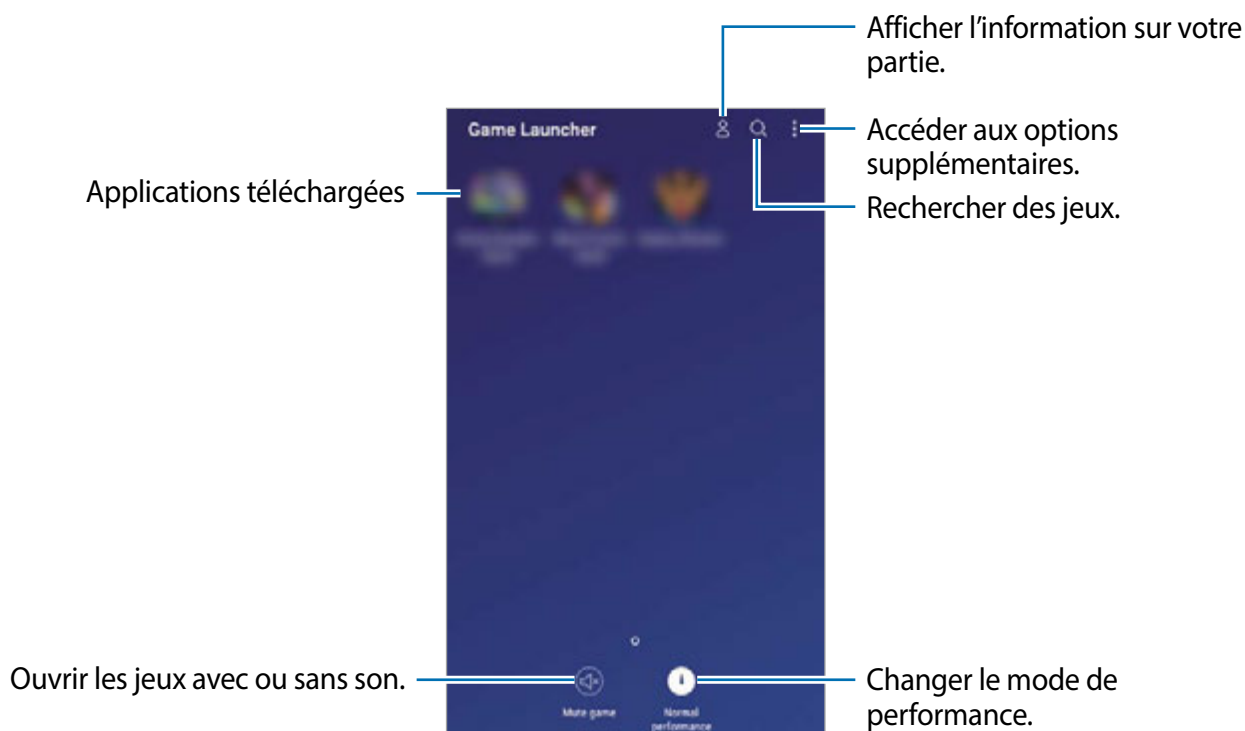 Afficher l'information sur votre
partie.
Game Launcher
Accéder aux options
supplémentaires.
Applications téléchargées
Rechercher des jeux.
Ouvrir les jeux avec ou sans son.
Changer le mode de
performance.
Mute game
Normal
performance